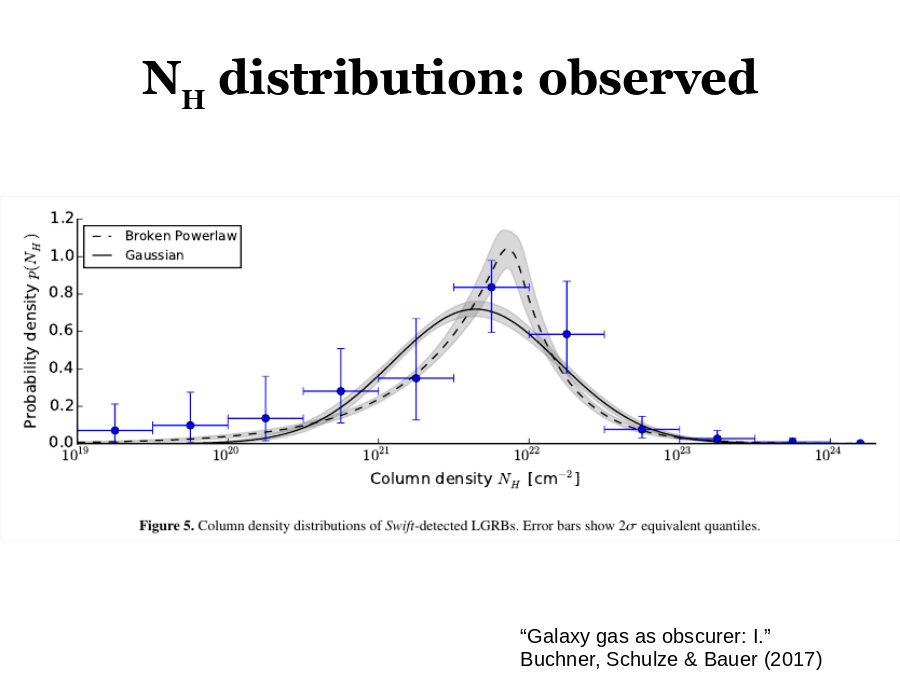 N_H distribution: observed
1.2
1.0
0.8
0.6
0.4
0.2
0.0
Probability density p(N_H)
Broken Powerlaw
Gaussian
10^19 10^20 10^21 10^22 10^23 10^24
Column density N_H [cm^−2]
Figure 5. Column density distributions of Swift-detected LGRBs. Error bars show 2σ equivalent quantiles.
“Galaxy gas as obscurer: I.”
Buchner, Schulze & Bauer (2017)